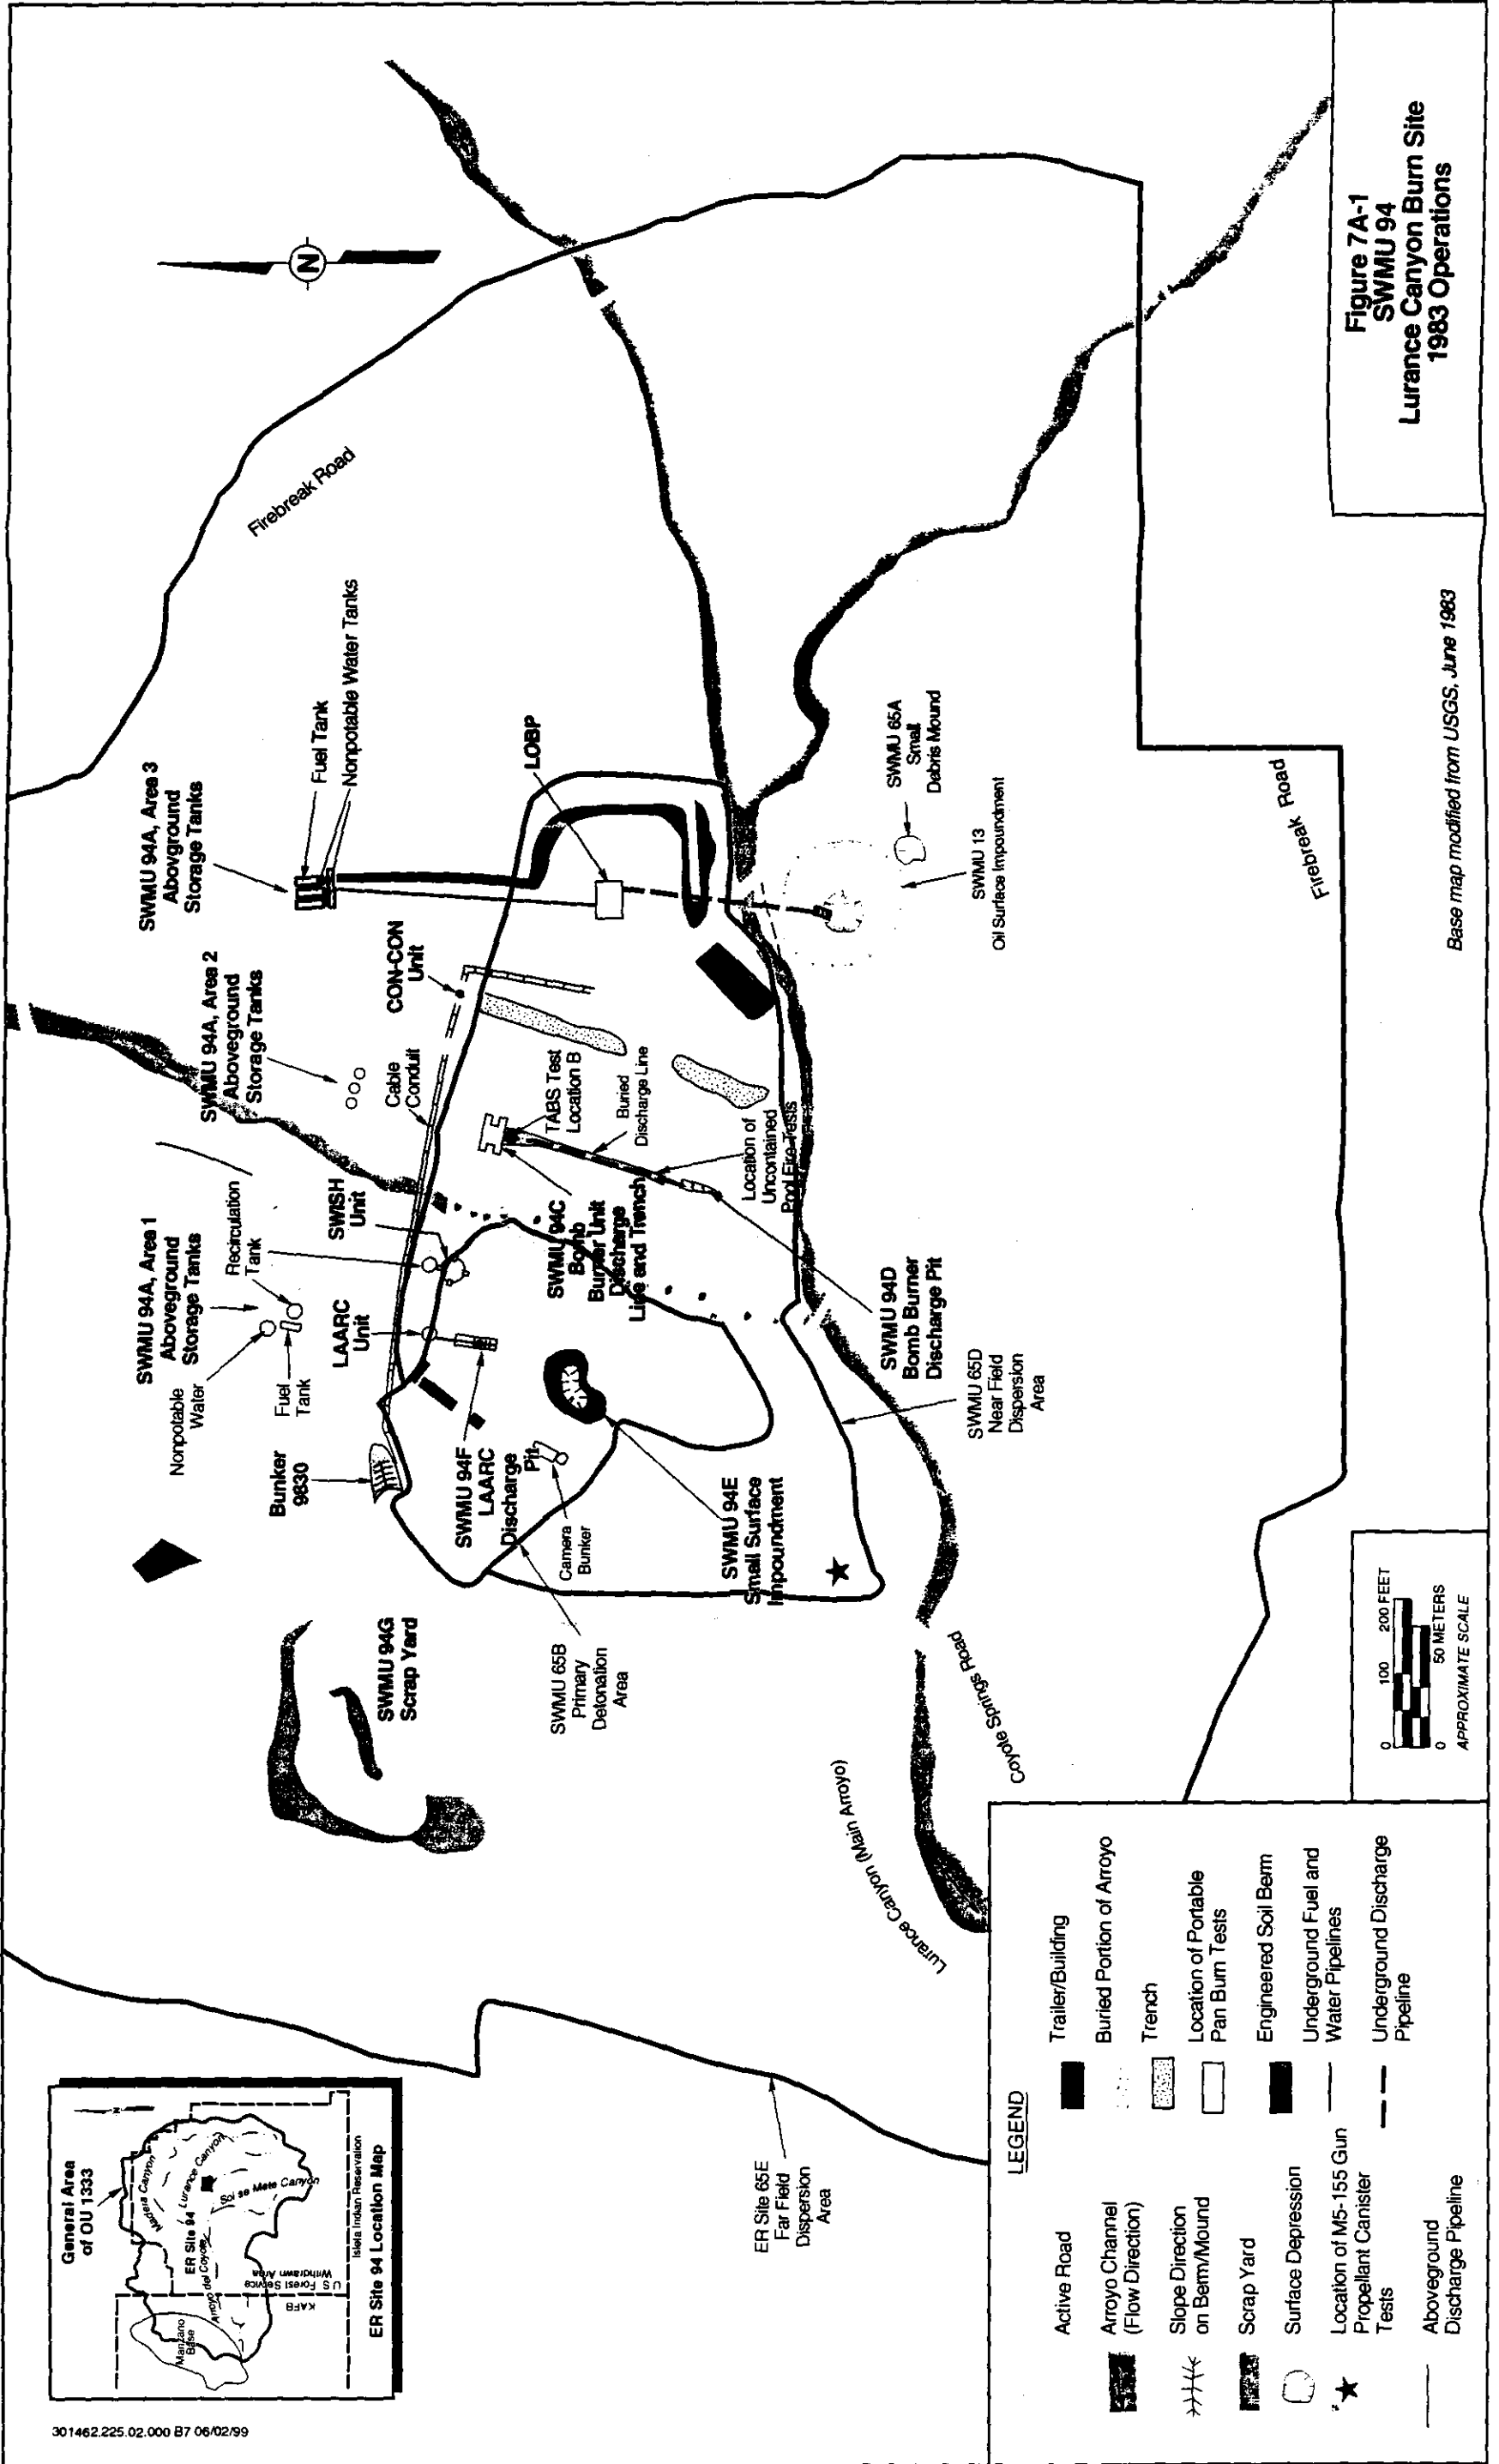 301462.225.02.000 B7 06/02/99
General Area
of OU 1333
Madera Canyon
Lurance Canyon
ER Site 94
Arroyo del Coyote
Canyon
Manzano
Base
KAFB
U.S. Forest Service
Withdrawn Area
Isleta Indian Reservation
ER Site 94 Location Map
N
Firebreak Road
SWMU 94A, Area 3
Abovground
Storage Tanks
Fuel Tank
Nonpotable Water Tanks
SWMU 94A, Area 2
Aboveground
Storage Tanks
CON-CON
Unit
LOBP
Cable
Conduit
SWMU 94A, Area 1
Aboveground
Storage Tanks
Recirculation
Tank
Nonpotable
Water
Fuel
Tank
SWISH
Unit
LAARC
Unit
Bunker
9830
TABS Test
Location B
Buried
Discharge Line
Location of
Uncontained
Pool Fire Tests
SWMU 94C
Bomb
Burner Unit
Discharge
Line and Trench
SWMU 94F
LAARC
Discharge
Pit
Camera
Bunker
SWMU 94E
Small Surface
Impoundment
SWMU 94D
Bomb Burner
Discharge Pit
SWMU 65D
Near Field
Dispersion
Area
SWMU 65A
Small
Debris Mound
SWMU 13
Oil Surface Impoundment
SWMU 94G
Scrap Yard
SWMU 65B
Primary
Detonation
Area
ER Site 65E
Far Field
Dispersion
Area
Lurance Canyon (Main Arroyo)
Coyote Springs Road
Firebreak Road
LEGEND
Active Road
Arroyo Channel
(Flow Direction)
Slope Direction
on Berm/Mound
Scrap Yard
Surface Depression
Location of M5-155 Gun
Propellant Canister
Tests
Aboveground
Discharge Pipeline
Trailer/Building
Buried Portion of Arroyo
Trench
Location of Portable
Pan Burn Tests
Engineered Soil Berm
Underground Fuel and
Water Pipelines
Underground Discharge
Pipeline
0 100 200 FEET
0 50 METERS
APPROXIMATE SCALE
Base map modified from USGS, June 1983
Figure 7A-1
SWMU 94
Lurance Canyon Burn Site
1983 Operations